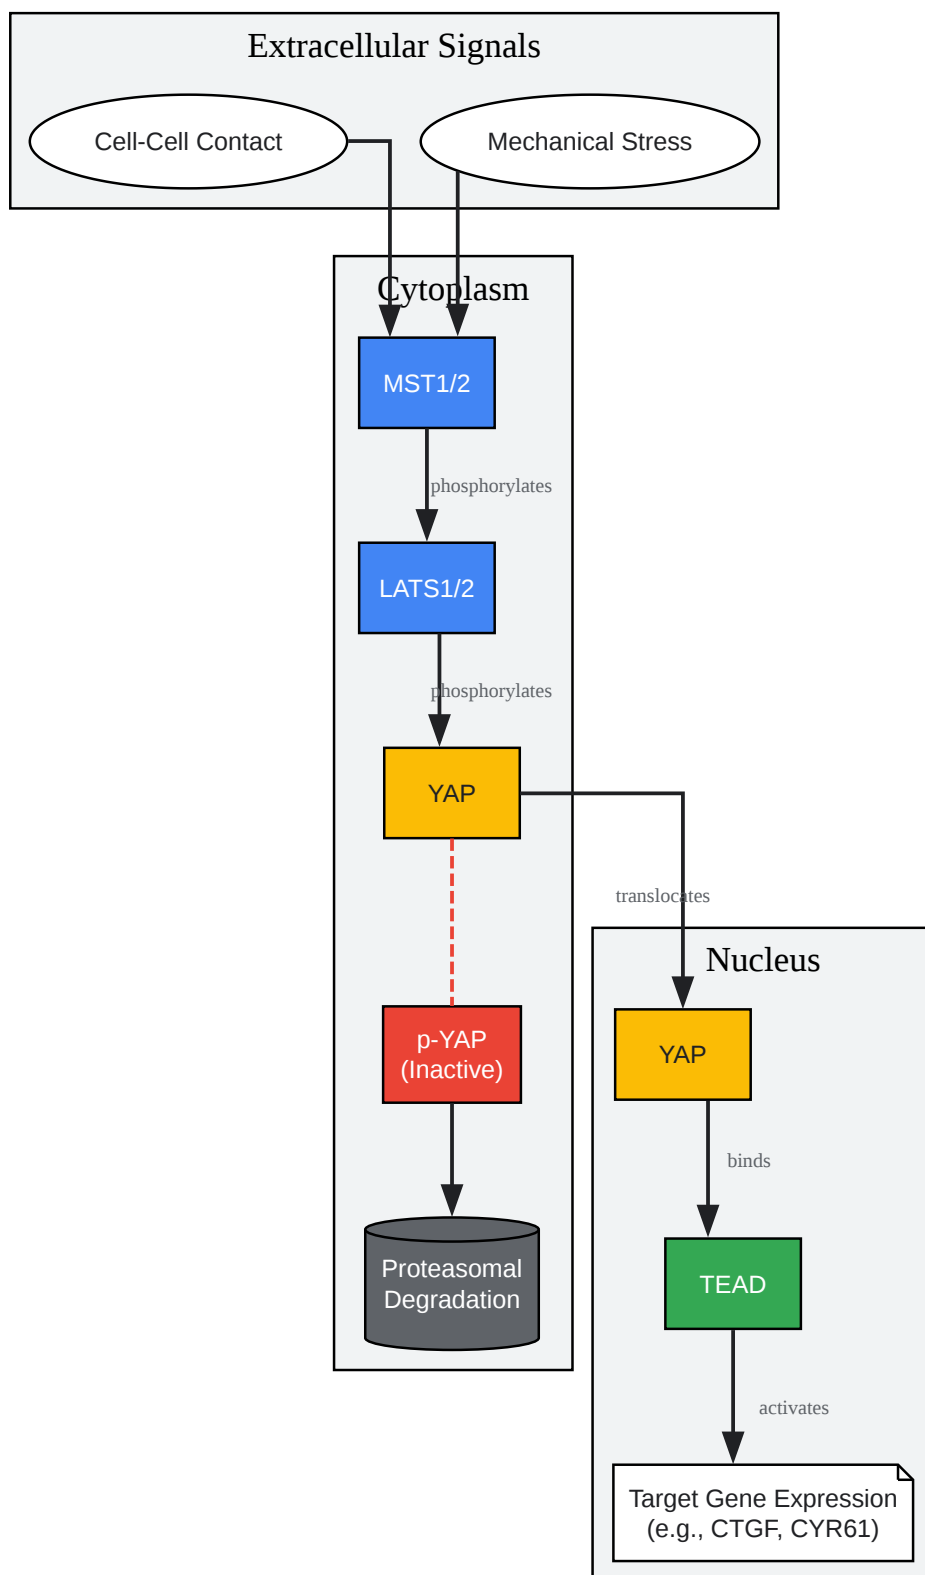 Extracellular Signals
Cell-Cell Contact
Mechanical Stress
Cytoplasm
MST1/2
phosphorylates
LATS1/2
phosphorylates
YAP
translocates
Nucleus
p-YAP
(Inactive)
YAP
binds
Proteasomal
Degradation
TEAD
activates
Target Gene Expression
(e.g., CTGF, CYR61)